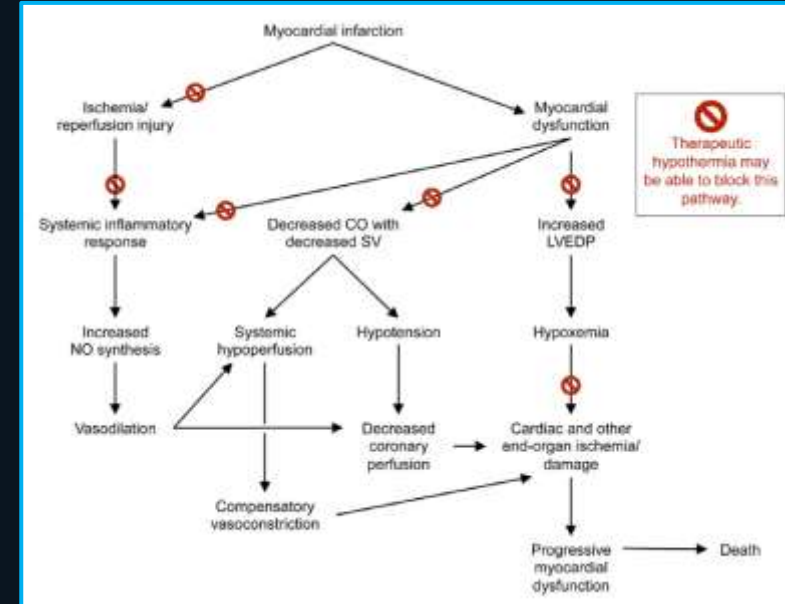 Myocardial infarction
Ischemia/
reperfusion injury
Myocardial
dysfunction
Therapeutic
hypothermia may
be able to block this
pathway.
Systemic inflammatory
response
Decreased CO with
decreased SV
Increased
LVEDP
Increased
NO synthesis
Systemic
hypoperfusion
Hypotension
Hypoxemia
Vasodilation
Decreased
coronary
perfusion
Cardiac and other
end-organ ischemia/
damage
Compensatory
vasoconstriction
Progressive
myocardial
dysfunction
Death